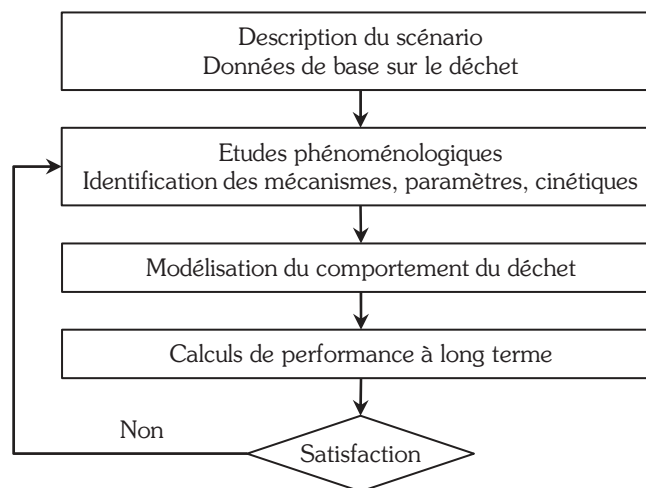 Description du scénario
Données de base sur le déchet
Etudes phénoménologiques
Identification des mécanismes, paramètres, cinétiques
Modélisation du comportement du déchet
Calculs de performance à long terme
Non
Satisfaction